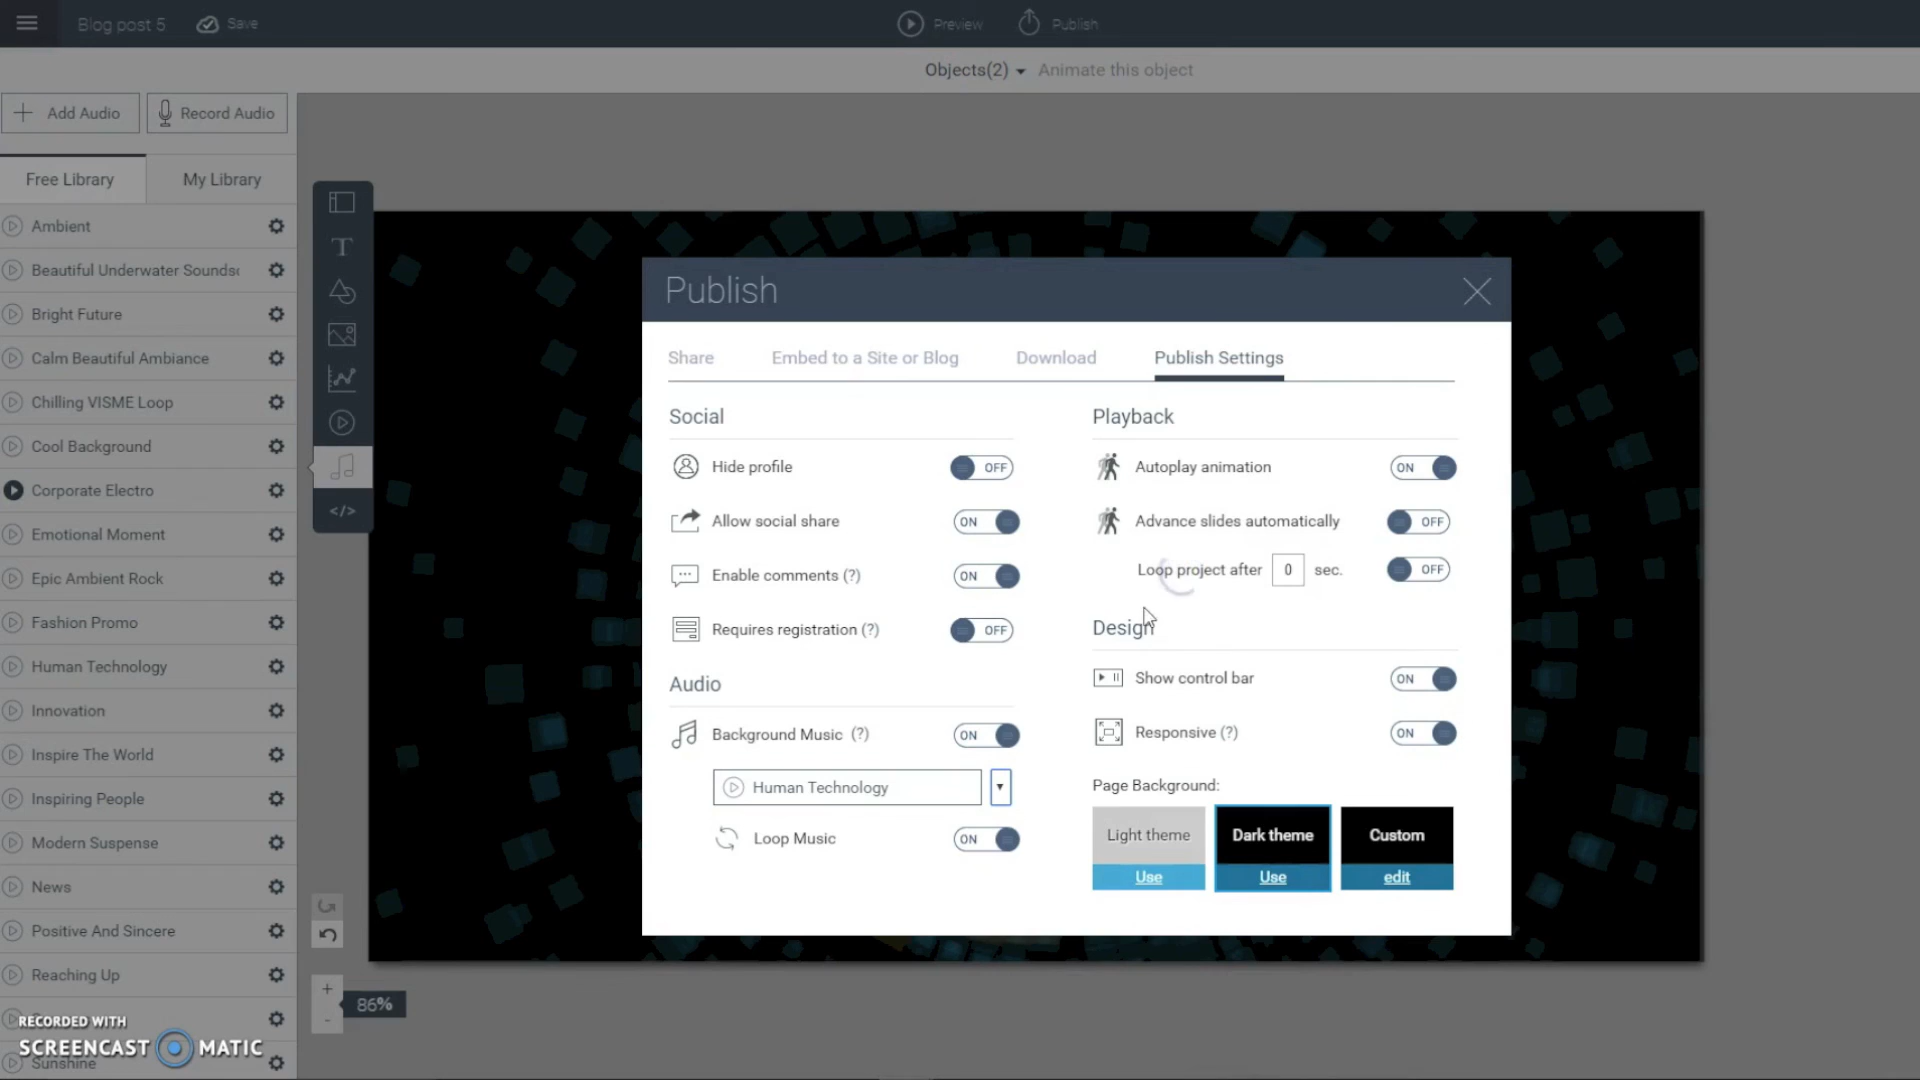 Blog post 5
Save
Preview
Publish
Objects(2)
Animate this object
Add Audio
Record Audio
Free Library
My Library
Ambient
Beautiful Underwater Soundsc
Bright Future
Calm Beautiful Ambiance
Chilling VISME Loop
Cool Background
Corporate Electro
Emotional Moment
Epic Ambient Rock
Fashion Promo
Human Technology
Innovation
Inspire The World
Inspiring People
Modern Suspense
News
Positive And Sincere
Reaching Up
Sunshine
RECORDED WITH
SCREENCAST MATIC
T
</>
+
-
86%
Publish
Share
Embed to a Site or Blog
Download
Publish Settings
Social
Hide profile
OFF
Allow social share
ON
Enable comments (?)
ON
Requires registration (?)
OFF
Audio
Background Music (?)
ON
Human Technology
Loop Music
ON
Playback
Autoplay animation
ON
Advance slides automatically
OFF
Loop project after 0 sec.
OFF
Design
Show control bar
ON
Responsive (?)
ON
Page Background:
Light theme
Use
Dark theme
Use
Custom
edit